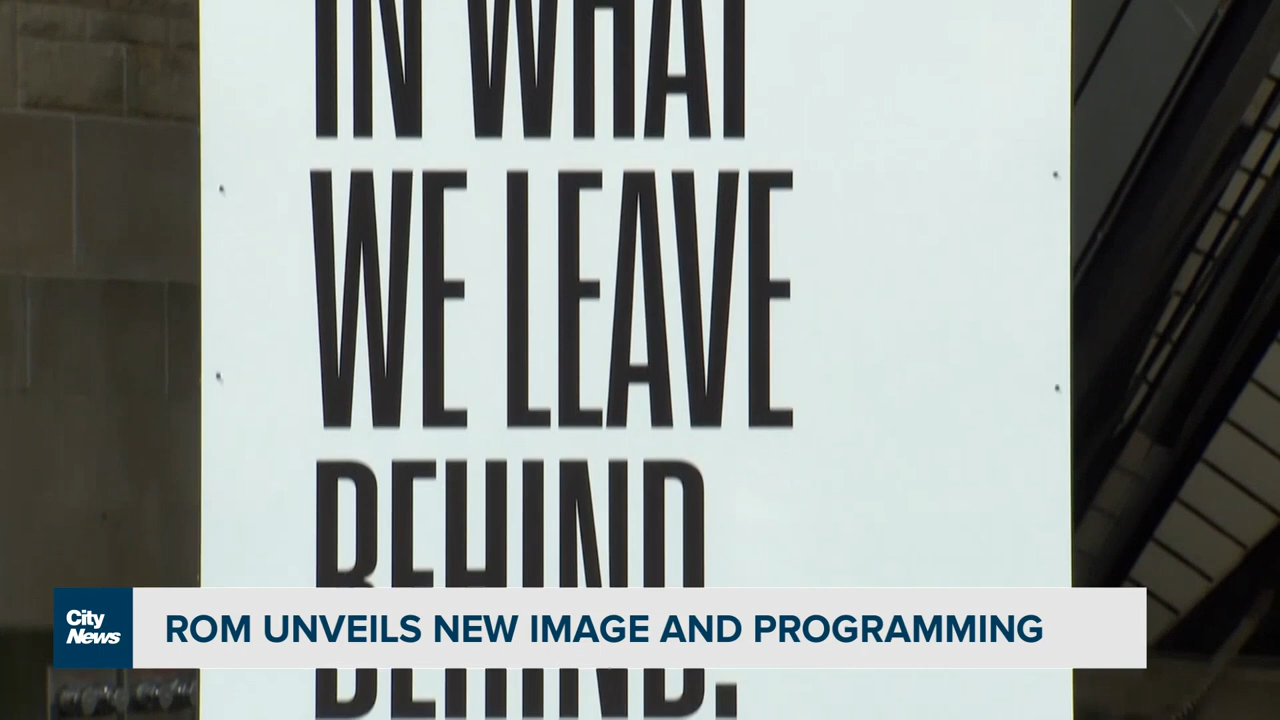 IN WHAT
WE LEAVE
BEHIND.
City
News
ROM UNVEILS NEW IMAGE AND PROGRAMMING